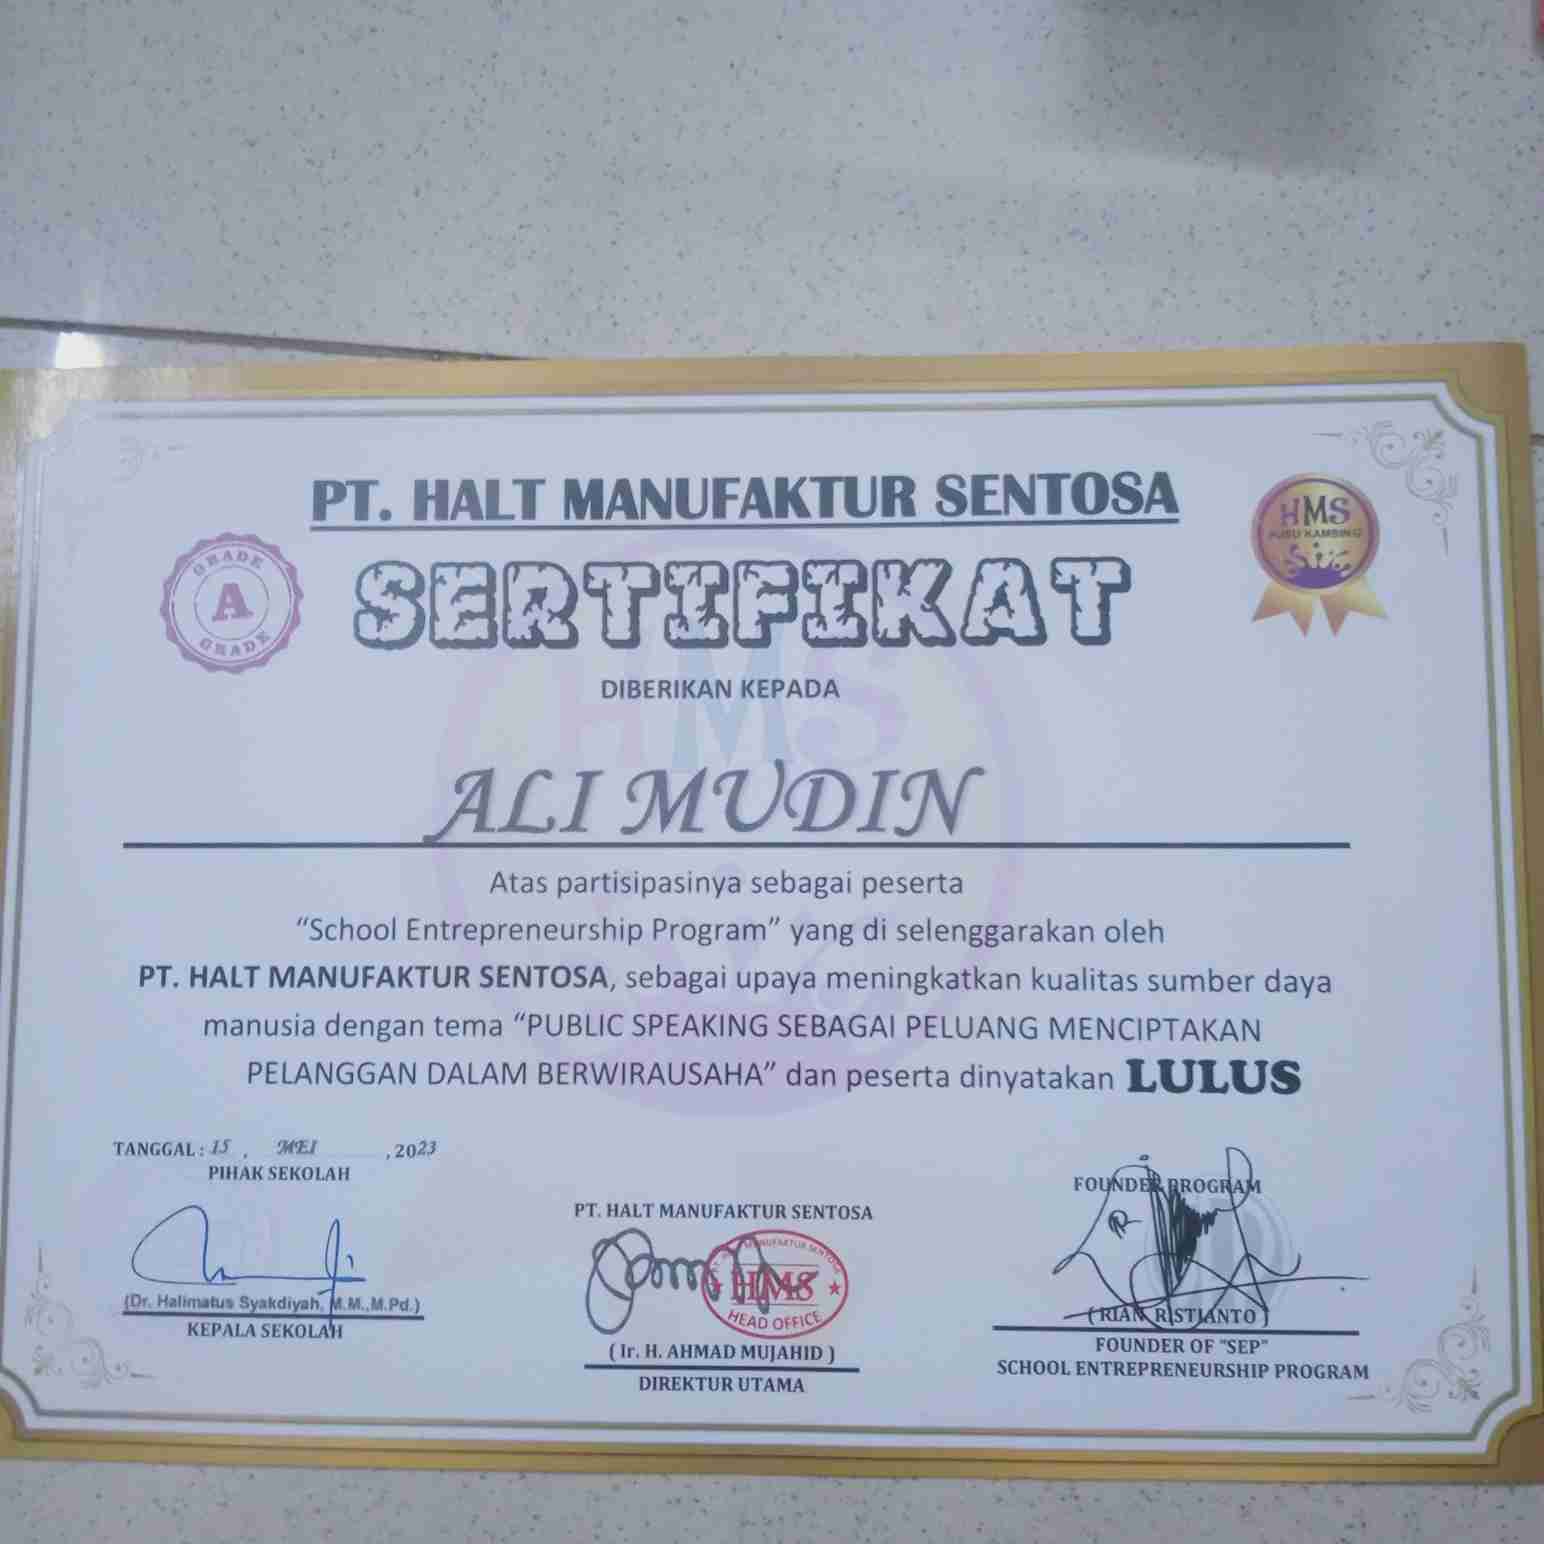 PT. HALT MANUFAKTUR SENTOSA
GRADE
A
GRADE
HMS
SUSU KAMBING
SERTIFIKAT
DIBERIKAN KEPADA
HMS
ALI MUDIN
Atas partisipasinya sebagai peserta
“School Entrepreneurship Program” yang di selenggarakan oleh
PT. HALT MANUFAKTUR SENTOSA, sebagai upaya meningkatkan kualitas sumber daya
manusia dengan tema “PUBLIC SPEAKING SEBAGAI PELUANG MENCIPTAKAN
PELANGGAN DALAM BERWIRAUSAHA” dan peserta dinyatakan LULUS
TANGGAL : 15 , MEI , 2023
PIHAK SEKOLAH
(Dr. Halimatus Syakdiyah, M.M.,M.Pd.)
KEPALA SEKOLAH
PT. HALT MANUFAKTUR SENTOSA
MANUFAKTUR SENTOSA
HMS
HEAD OFFICE
( Ir. H. AHMAD MUJAHID )
DIREKTUR UTAMA
FOUNDER PROGRAM
( RIAN RISTIANTO )
FOUNDER OF "SEP"
SCHOOL ENTREPRENEURSHIP PROGRAM